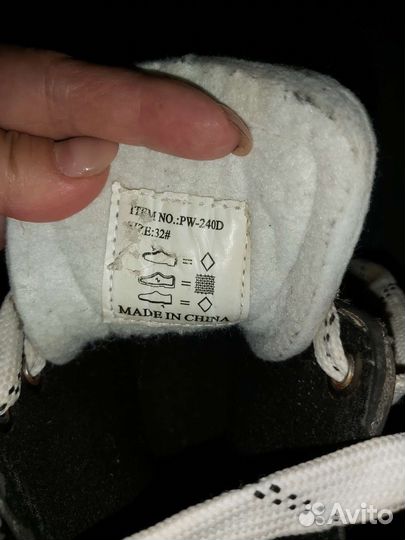 ITEM NO.:PW-240D
SIZE:32#
MADE IN CHINA
Avito